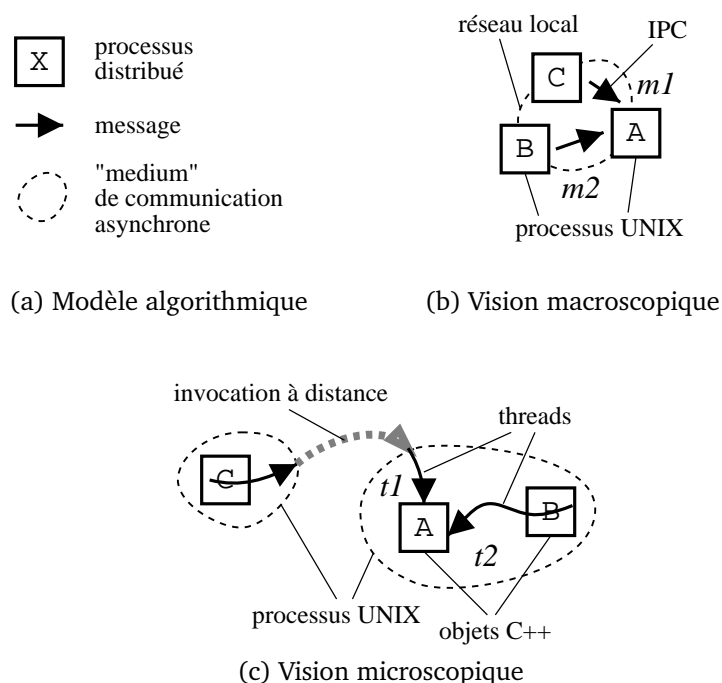 X
processus
distribué
message
"medium"
de communication
asynchrone
(a) Modèle algorithmique
réseau local
IPC
C
m1
B
A
m2
processus UNIX
(b) Vision macroscopique
invocation à distance
threads
C
t1
A
B
t2
processus UNIX
objets C++
(c) Vision microscopique